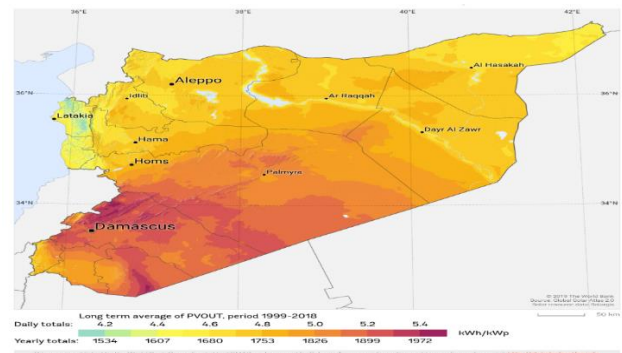 36°E 38°E 40°E 42°E
Al Hasakah
Aleppo
36°N Idlib Ar Raqqah 36°N
Latakia
Dayr Al Zawr
Hama
Homs
Palmyra
34°N 34°N
Damascus
© 2019 The World Bank
Source: Global Solar Atlas 2.0
50 km
Long term average of PVOUT, period 1999-2018
Daily totals: 4.2 4.4 4.6 4.8 5.0 5.2 5.4
kWh/kWp
Yearly totals: 1534 1607 1680 1753 1826 1899 1972